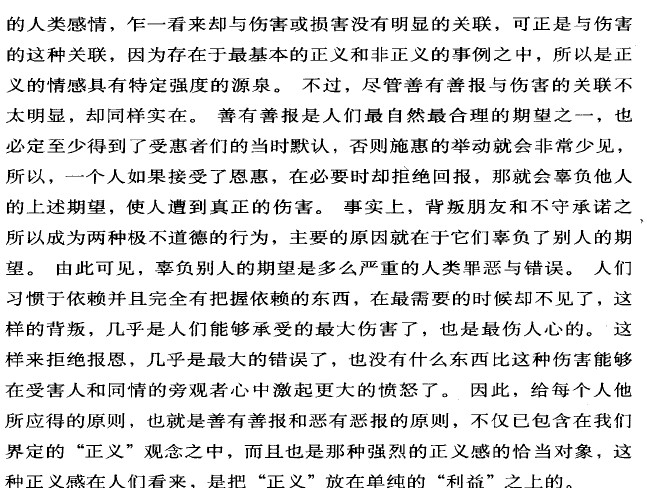 的人类感情，乍一看来却与伤害或损害没有明显的关联，可正是与伤害
的这种关联，因为存在于最基本的正义和非正义的事例之中，所以是正
义的情感具有特定强度的源泉。 不过，尽管善有善报与伤害的关联不
太明显，却同样实在。 善有善报是人们最自然最合理的期望之一，也
必定至少得到了受惠者们的当时默认，否则施惠的举动就会非常少见，
所以，一个人如果接受了恩惠，在必要时却拒绝回报，那就会辜负他人
的上述期望，使人遭到真正的伤害。 事实上，背叛朋友和不守承诺之
所以成为两种极不道德的行为，主要的原因就在于它们辜负了别人的期
望。 由此可见，辜负别人的期望是多么严重的人类罪恶与错误。 人们
习惯于依赖并且完全有把握依赖的东西，在最需要的时候却不见了，这
样的背叛，几乎是人们能够承受的最大伤害了，也是最伤人心的。 这
样来拒绝报恩，几乎是最大的错误了，也没有什么东西比这种伤害能够
在受害人和同情的旁观者心中激起更大的愤怒了。 因此，给每个人他
所应得的原则，也就是善有善报和恶有恶报的原则，不仅已包含在我们
界定的“正义”观念之中，而且也是那种强烈的正义感的恰当对象，这
种正义感在人们看来，是把“正义”放在单纯的“利益”之上的。